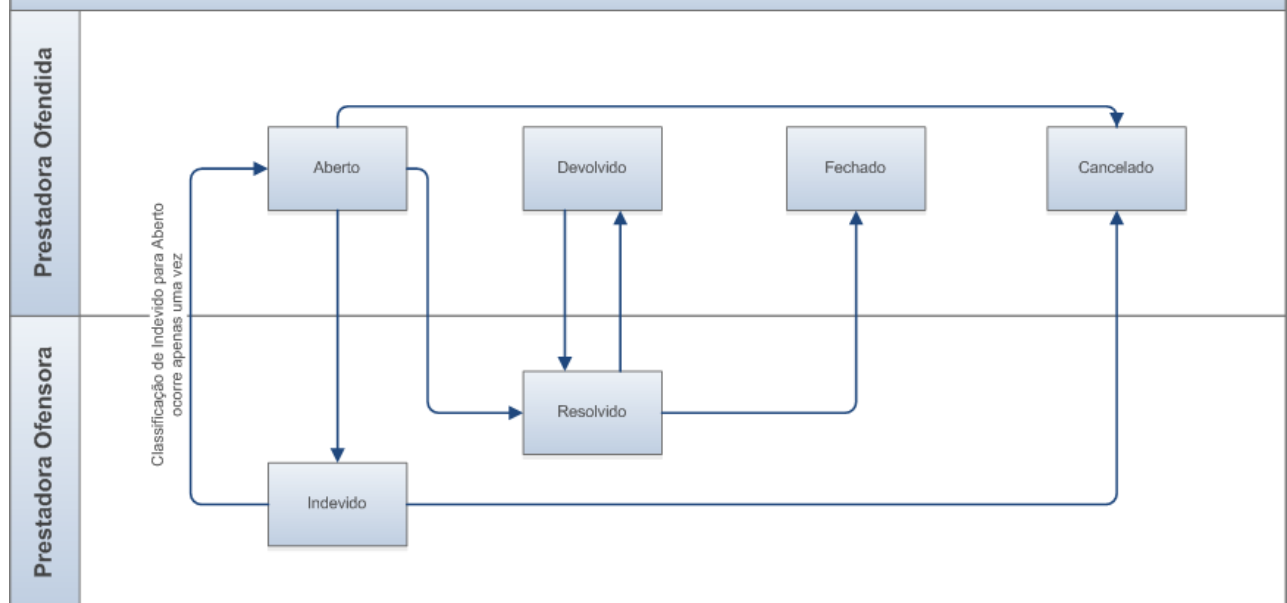 Prestadora Ofendida
Aberto
Devolvido
Fechado
Cancelado
Classificação de Indevido para Aberto
ocorre apenas uma vez
Prestadora Ofensora
Resolvido
Indevido